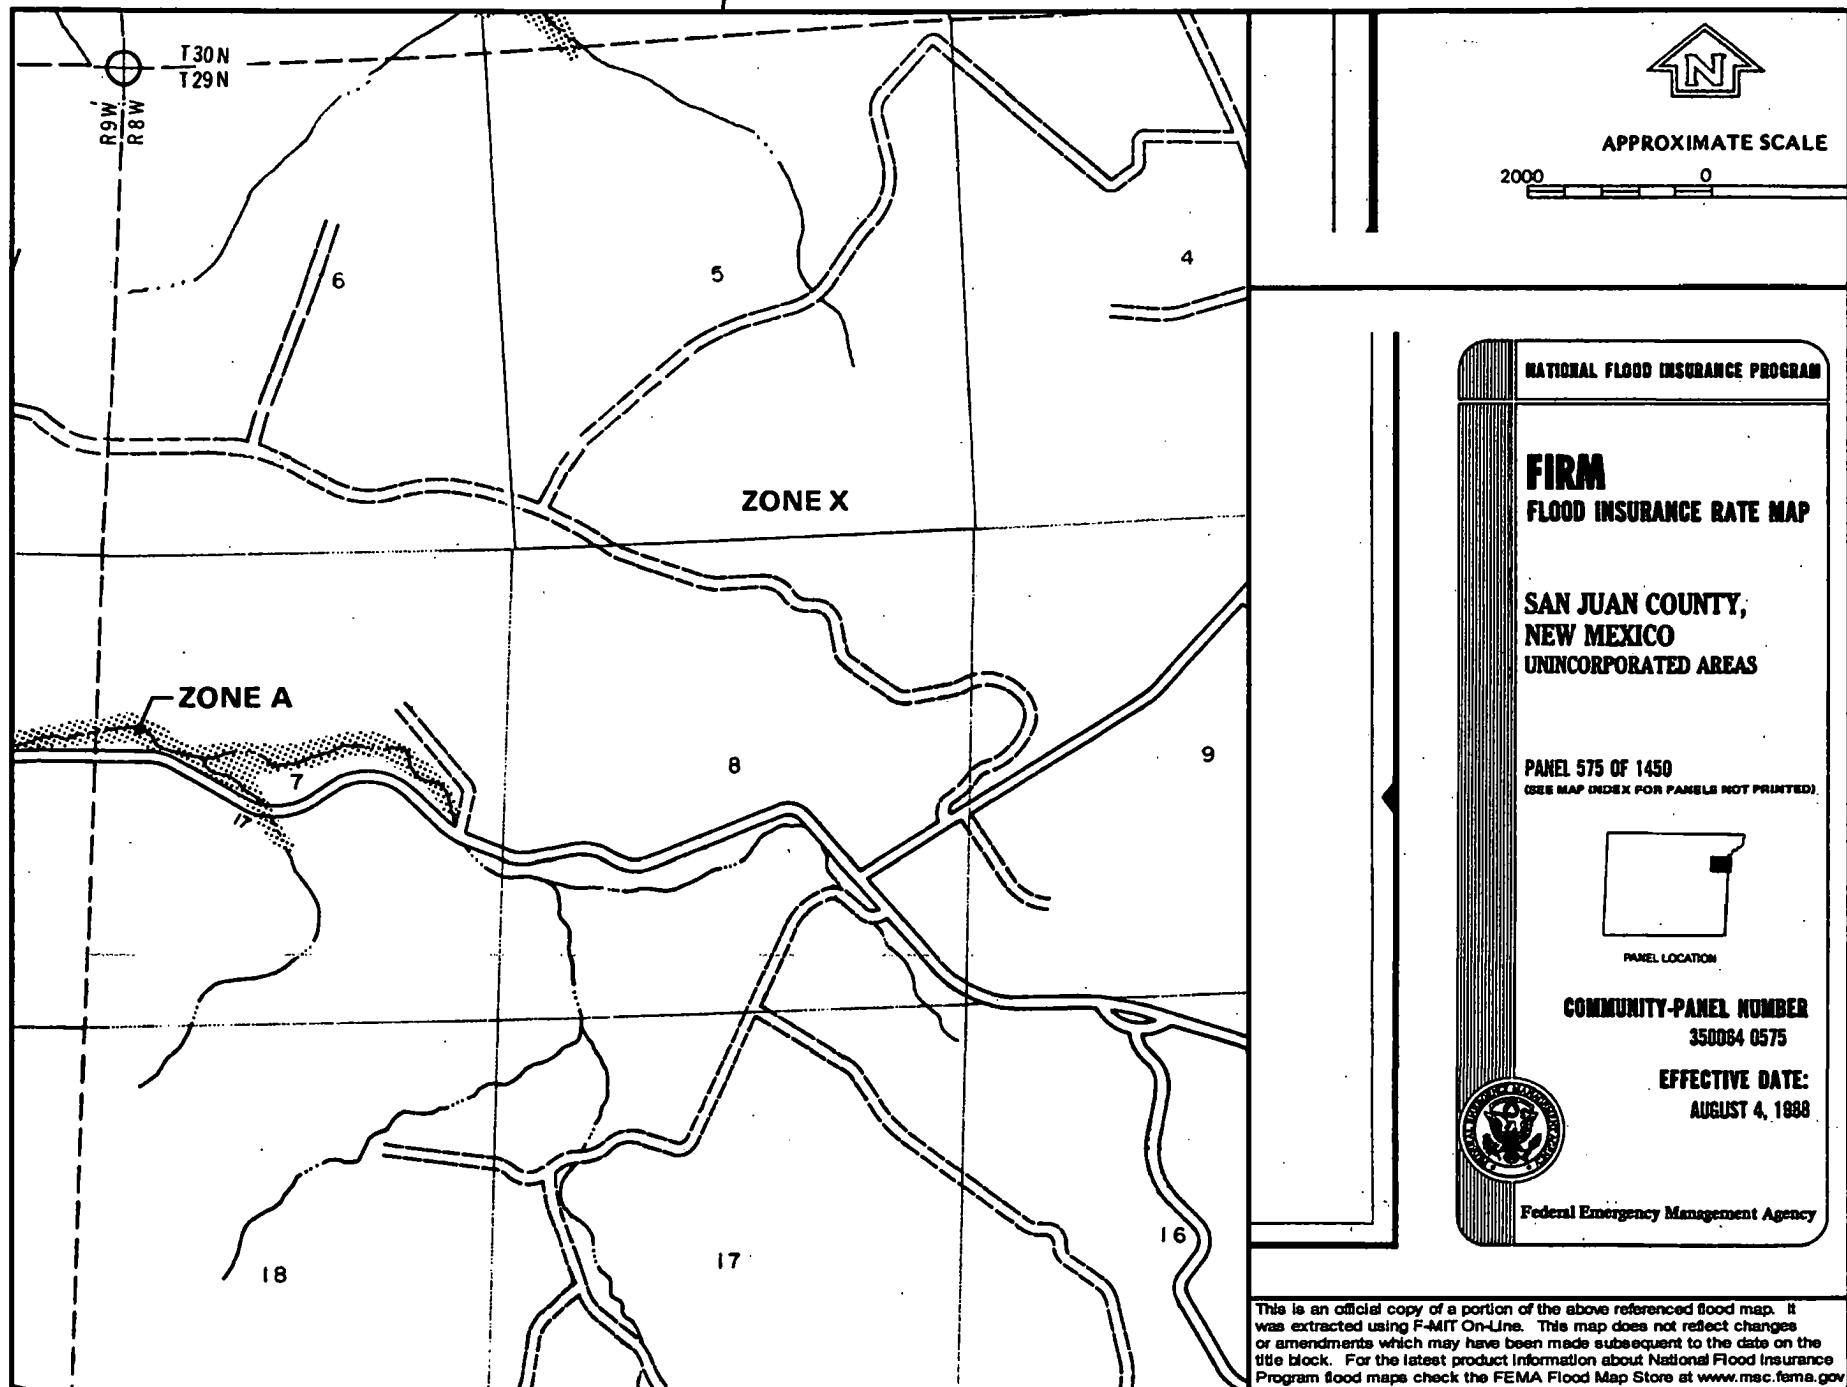 T30N
T29N
R9W
R8W
6
5
4
ZONE X
ZONE A
7
8
9
17
18
17
16
N
APPROXIMATE SCALE
2000 0
NATIONAL FLOOD INSURANCE PROGRAM
FIRM
FLOOD INSURANCE RATE MAP
SAN JUAN COUNTY,
NEW MEXICO
UNINCORPORATED AREAS
PANEL 575 OF 1450
(SEE MAP INDEX FOR PANELS NOT PRINTED)
PANEL LOCATION
COMMUNITY-PANEL NUMBER
350064 0575
EFFECTIVE DATE:
AUGUST 4, 1988
Federal Emergency Management Agency
This is an official copy of a portion of the above referenced flood map. It
was extracted using F-MIT On-Line. This map does not reflect changes
or amendments which may have been made subsequent to the date on the
title block. For the latest product information about National Flood Insurance
Program flood maps check the FEMA Flood Map Store at www.msc.fema.gov